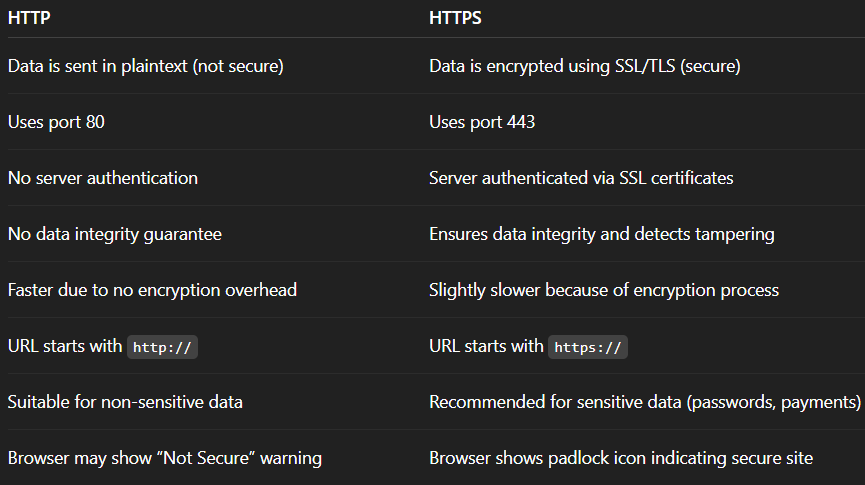 HTTP HTTPS
Data is sent in plaintext (not secure) Data is encrypted using SSL/TLS (secure)
Uses port 80 Uses port 443
No server authentication Server authenticated via SSL certificates
No data integrity guarantee Ensures data integrity and detects tampering
Faster due to no encryption overhead Slightly slower because of encryption process
URL starts with http:// URL starts with https://
Suitable for non-sensitive data Recommended for sensitive data (passwords, payments)
Browser may show “Not Secure” warning Browser shows padlock icon indicating secure site